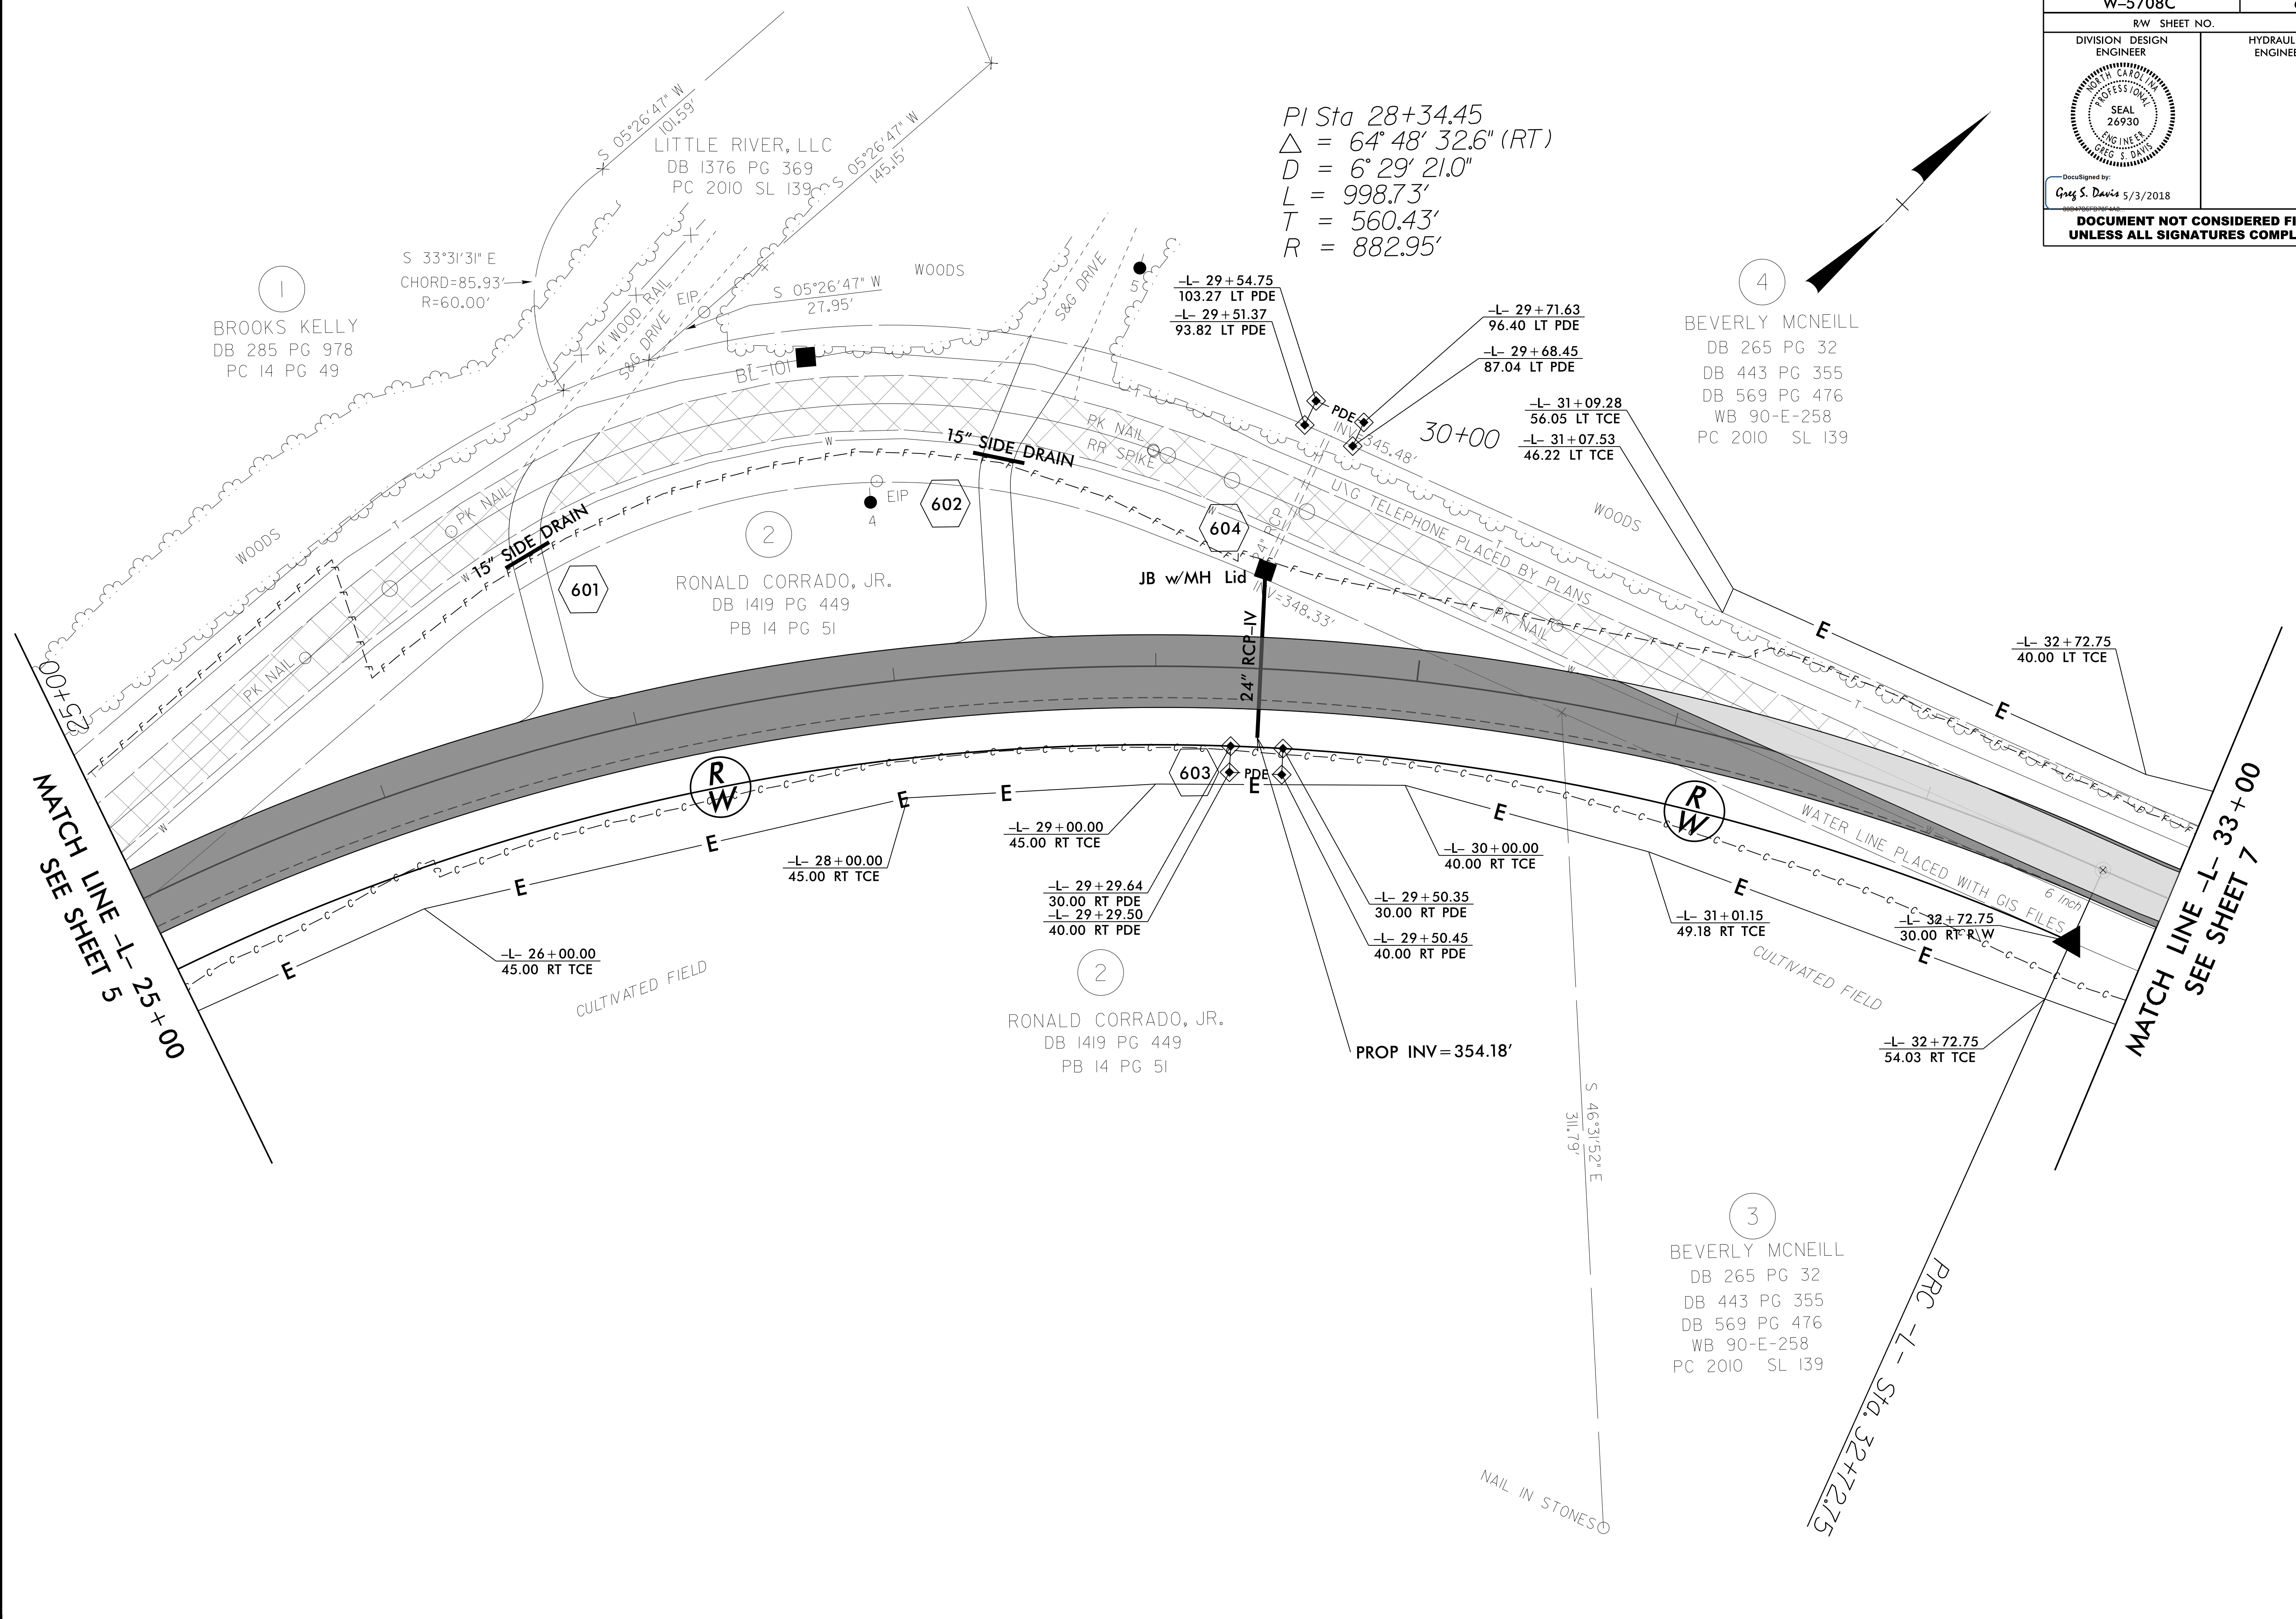 W-5708C
R/W SHEET NO.
DIVISION DESIGN
ENGINEER
NORTH CAROLINA
PROFESSIONAL
SEAL
26930
ENGINEER
GREG S. DAVIS
DocuSigned by:
Greg S. Davis 5/3/2018
DOCUMENT NOT CONSIDERED
UNLESS ALL SIGNATURES
PI Sta 28+34.45
△ = 64° 48' 32.6" (RT)
D = 6° 29' 21.0"
L = 998.73'
T = 560.43'
R = 882.95'
S 05°26'47" W
101.59'
LITTLE RIVER, LLC
DB 1376 PG 369
PC 2010 SL 139
S 05°26'47" W
145.15'
S 33°31'31" E
CHORD=85.93'
R=60.00'
1
BROOKS KELLY
DB 285 PG 978
PC 14 PG 49
4' WOOD RAIL
S&G DRIVE
EIP
S 05°26'47" W
27.95'
WOODS
BL-101
S&G DRIVE
5
-L- 29+54.75
103.27 LT PDE
-L- 29+51.37
93.82 LT PDE
-L- 29+71.63
96.40 LT PDE
-L- 29+68.45
87.04 LT PDE
PDE
INV=345.48'
30+00
4
BEVERLY MCNEILL
DB 265 PG 32
DB 443 PG 355
DB 569 PG 476
WB 90-E-258
PC 2010 SL 139
-L- 31+09.28
56.05 LT TCE
-L- 31+07.53
46.22 LT TCE
WOODS
WOODS
PK NAIL
15" SIDE DRAIN
601
PK NAIL
15" SIDE DRAIN
PK NAIL
RR SPIKE
EIP
4
602
2
RONALD CORRADO, JR.
DB 1419 PG 449
PB 14 PG 51
604
24" RCP
JB w/MH Lid
INV=348.33'
24" RCP-IV
U\G TELEPHONE PLACED BY PLANS
PK NAIL
E
E
-L- 32+72.75
40.00 LT TCE
25+00
MATCH LINE -L- 25+00
SEE SHEET 5
R
W
603
PDE
E
E
E
E
E
E
-L- 26+00.00
45.00 RT TCE
-L- 28+00.00
45.00 RT TCE
-L- 29+00.00
45.00 RT TCE
-L- 29+29.64
30.00 RT PDE
-L- 29+29.50
40.00 RT PDE
-L- 30+00.00
40.00 RT TCE
-L- 29+50.35
30.00 RT PDE
-L- 29+50.45
40.00 RT PDE
R
W
E
E
E
-L- 31+01.15
49.18 RT TCE
WATER LINE PLACED WITH GIS FILES
6 Inch
-L- 32+72.75
30.00 RT R\W
-L- 32+72.75
54.03 RT TCE
MATCH LINE -L- 33+00
SEE SHEET 7
CULTIVATED FIELD
CULTIVATED FIELD
2
RONALD CORRADO, JR.
DB 1419 PG 449
PB 14 PG 51
PROP INV=354.18'
S 46°31'52" E
311.79'
3
BEVERLY MCNEILL
DB 265 PG 32
DB 443 PG 355
DB 569 PG 476
WB 90-E-258
PC 2010 SL 139
NAIL IN STONES
PRC -L- Sta. 32+72.75